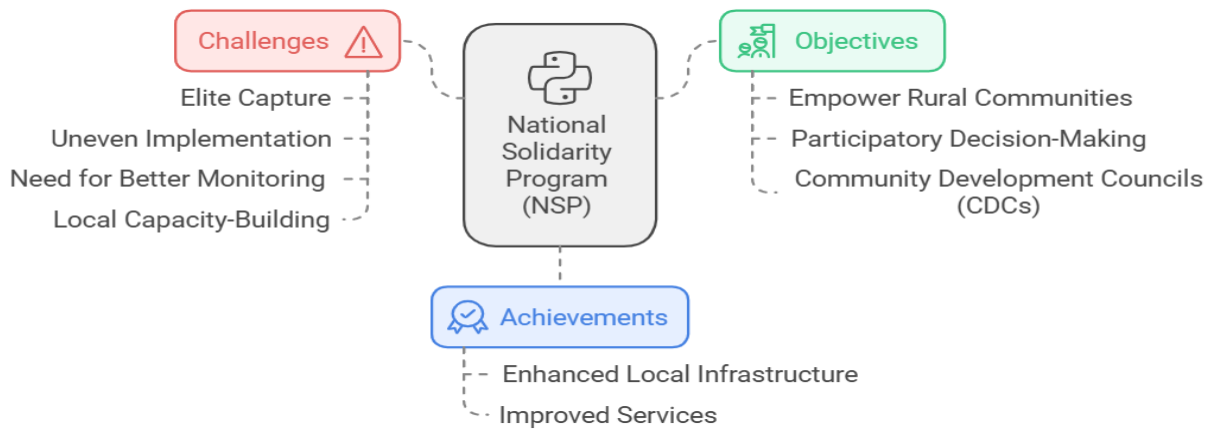 Challenges
Elite Capture
Uneven Implementation
Need for Better Monitoring
Local Capacity-Building
National
Solidarity
Program
(NSP)
Objectives
Empower Rural Communities
Participatory Decision-Making
Community Development Councils
(CDCs)
Achievements
Enhanced Local Infrastructure
Improved Services